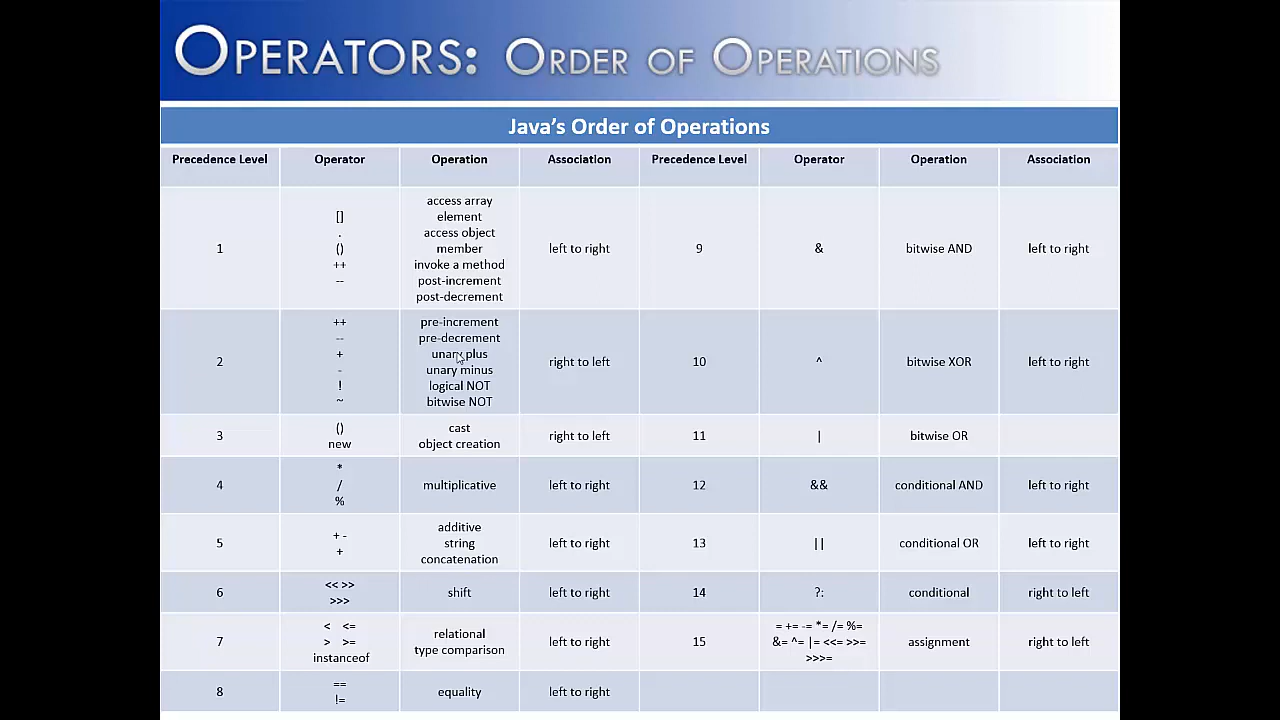 OPERATORS: ORDER OF OPERATIONS
Java's Order of Operations
Precedence Level Operator Operation Association Precedence Level Operator Operation Association
1
[]
.
()
++
--
access array
element
access object
member
invoke a method
post-increment
post-decrement
left to right
9
&
bitwise AND
left to right
2
++
--
+
-
!
~
pre-increment
pre-decrement
unary plus
unary minus
logical NOT
bitwise NOT
right to left
10
^
bitwise XOR
left to right
3
()
new
cast
object creation
right to left
11
|
bitwise OR
4
*
/
%
multiplicative
left to right
12
&&
conditional AND
left to right
5
+ -
+
additive
string
concatenation
left to right
13
||
conditional OR
left to right
6
<< >>
>>>
shift
left to right
14
?:
conditional
right to left
7
< <=
> >=
instanceof
relational
type comparison
left to right
15
= += -= *= /= %=
&= ^= |= <<= >>=
>>>=
assignment
right to left
8
==
!=
equality
left to right